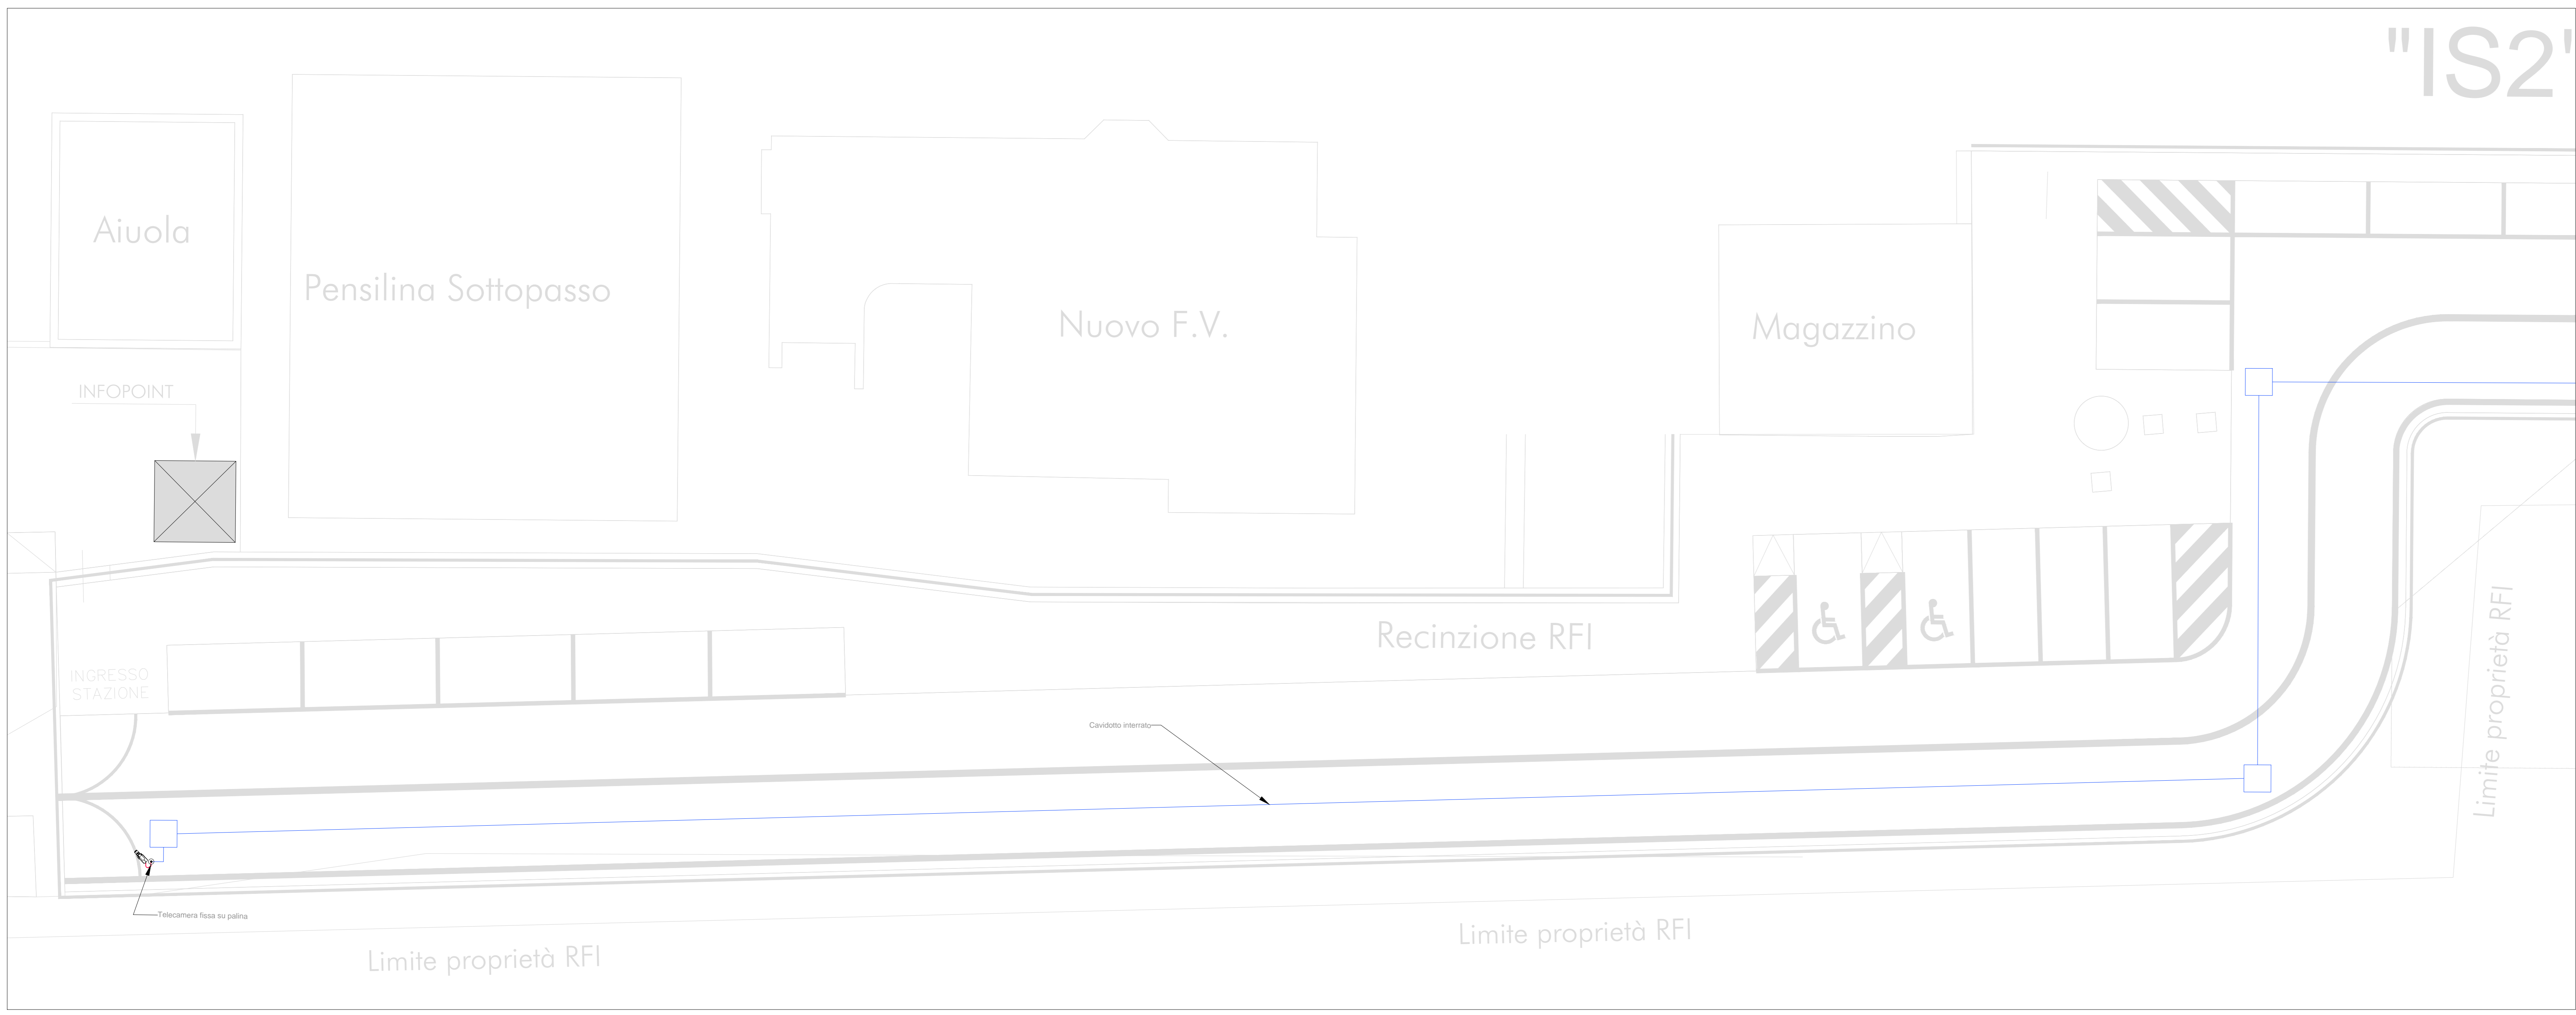 "IS2"
Aiuola
Pensilina Sottopasso
Nuovo F.V.
Magazzino
INFOPOINT
Recinzione RFI
INGRESSO
STAZIONE
Limite proprietà RFI
Cavidotto interrato
Telecamera fissa su palina
Limite proprietà RFI
Limite proprietà RFI